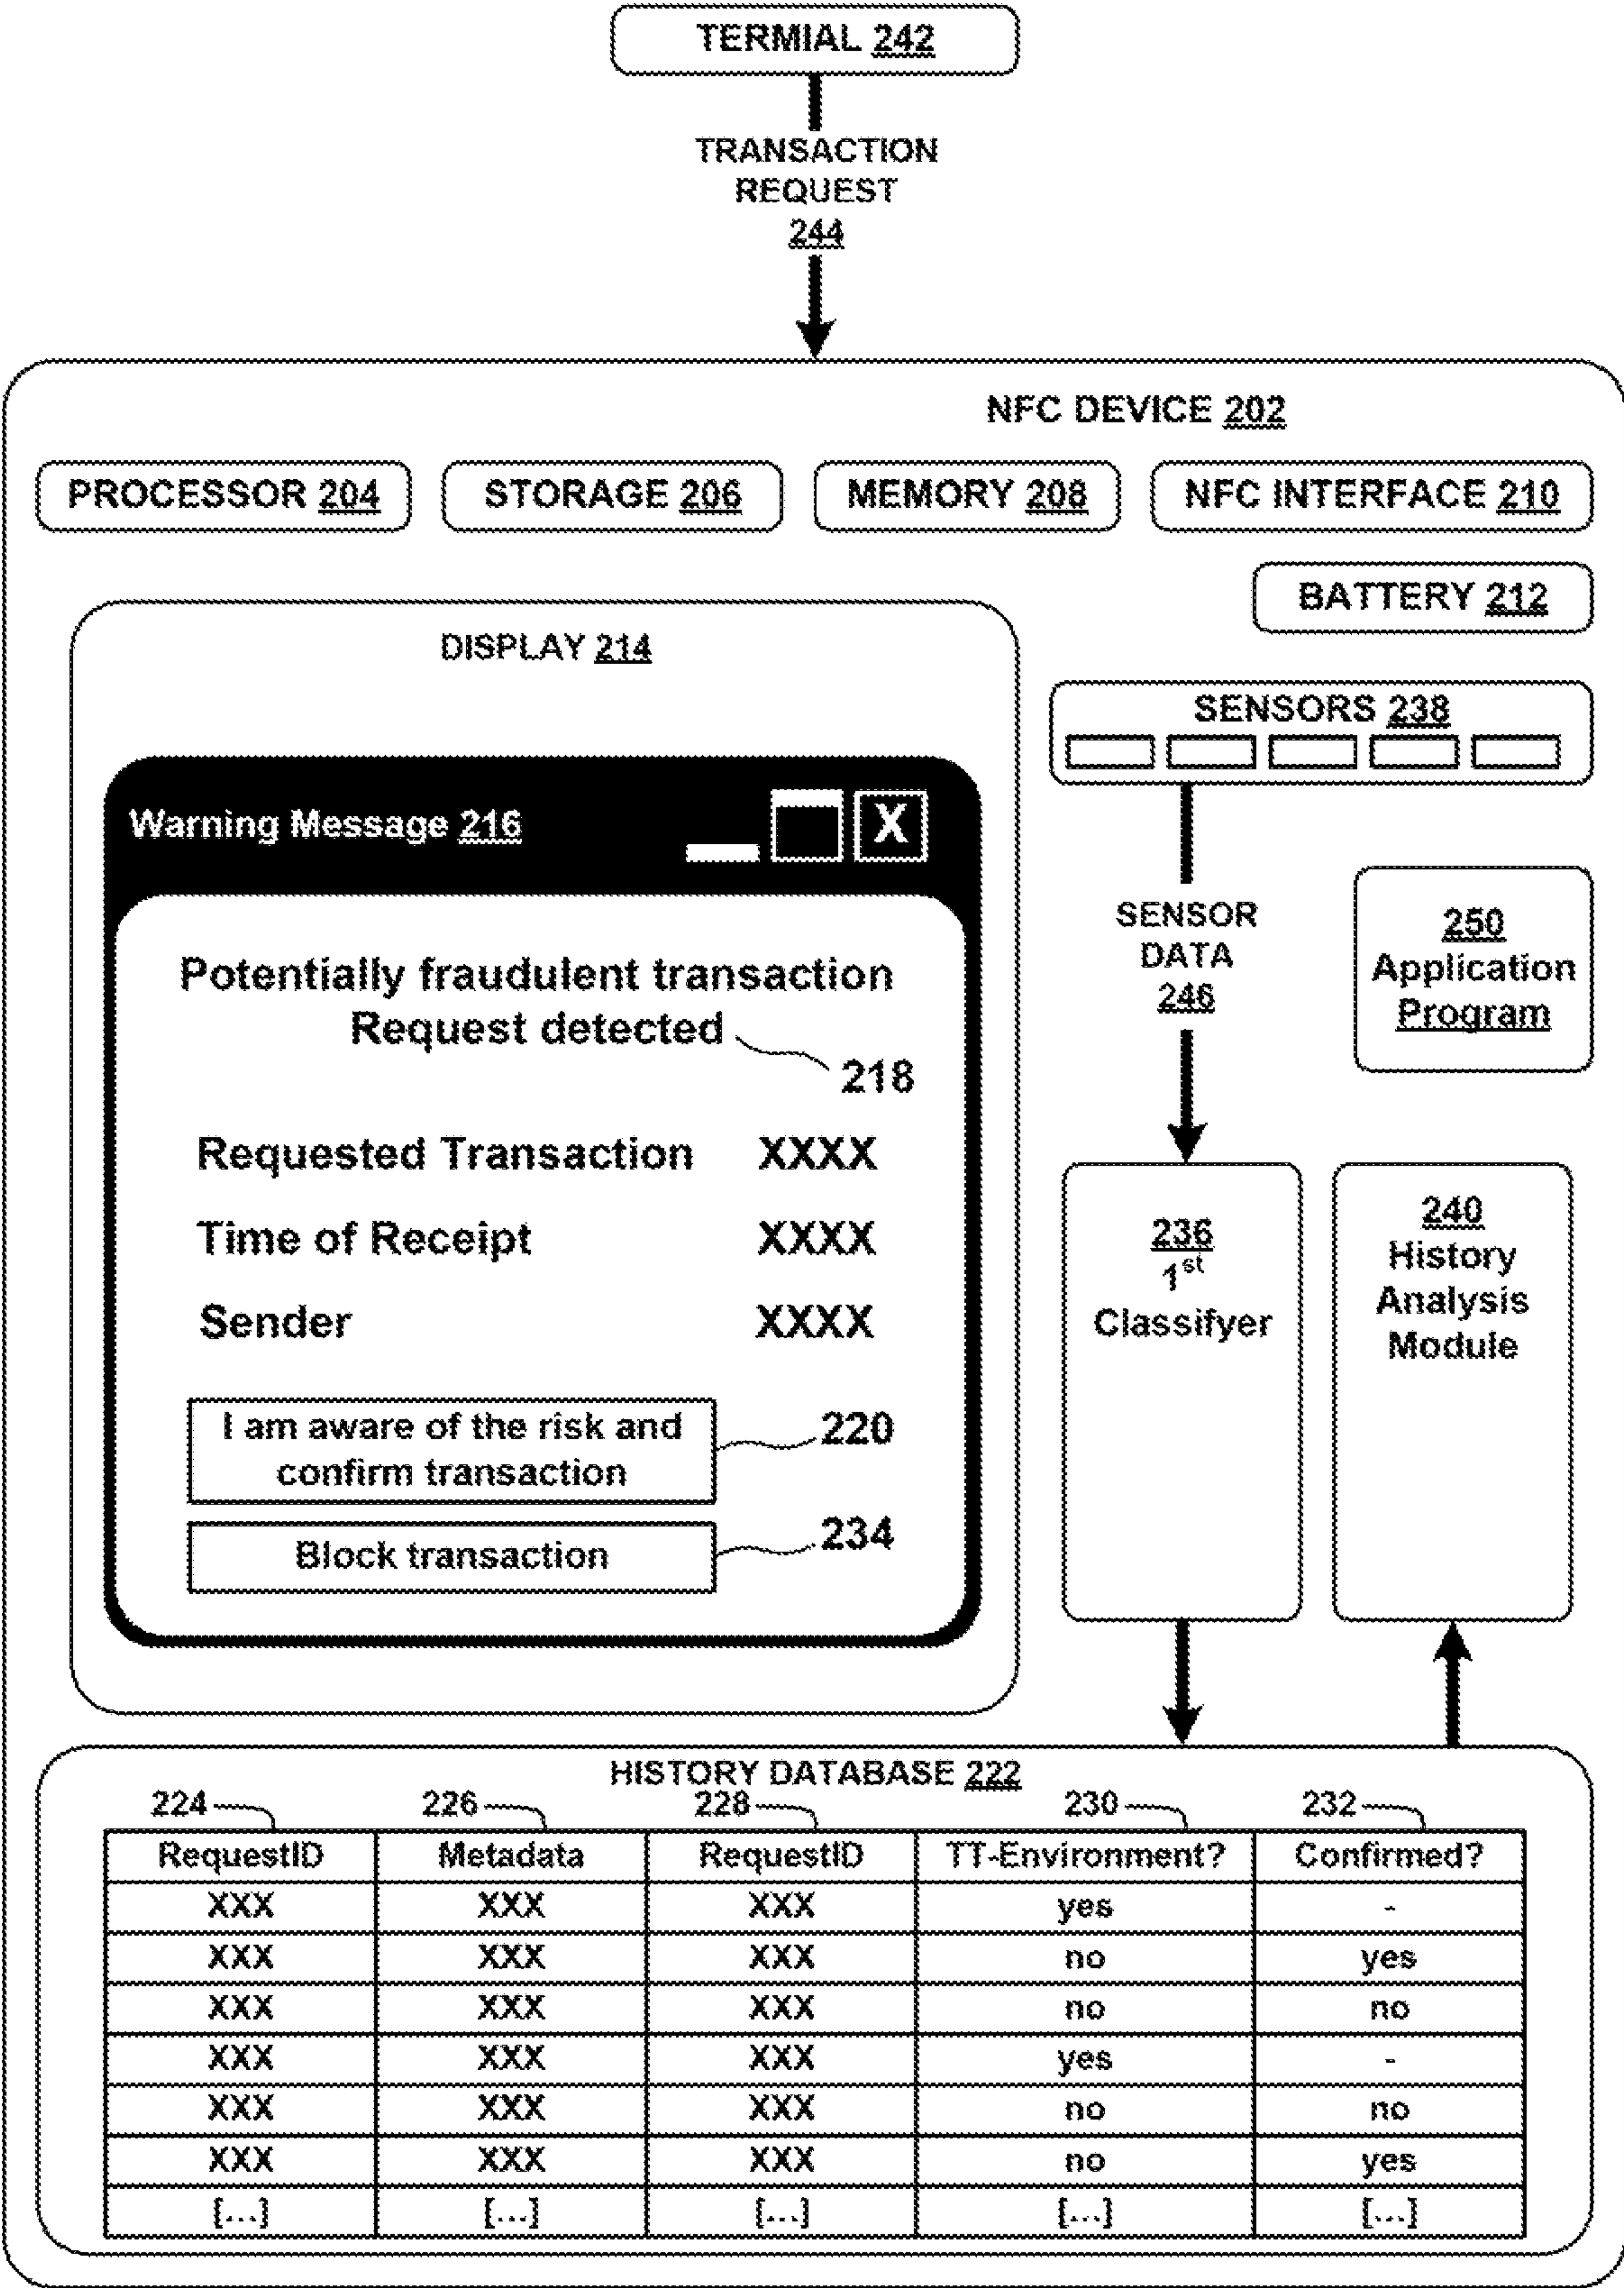 TERMIAL 242
TRANSACTION
REQUEST
244
NFC DEVICE 202
PROCESSOR 204
STORAGE 206
MEMORY 208
NFC INTERFACE 210
BATTERY 212
DISPLAY 214
SENSORS 238
Warning Message 216
X
Potentially fraudulent transaction
Request detected
218
Requested Transaction XXXX
Time of Receipt XXXX
Sender XXXX
I am aware of the risk and
confirm transaction
220
Block transaction
234
SENSOR
DATA
246
250
Application
Program
236
1st
Classifyer
240
History
Analysis
Module
HISTORY DATABASE 222
224 226 228 230 232
RequestID Metadata RequestID TT-Environment? Confirmed?
XXX XXX XXX yes -
XXX XXX XXX no yes
XXX XXX XXX no no
XXX XXX XXX yes -
XXX XXX XXX no no
XXX XXX XXX no yes
[...] [...] [...] [...] [...]